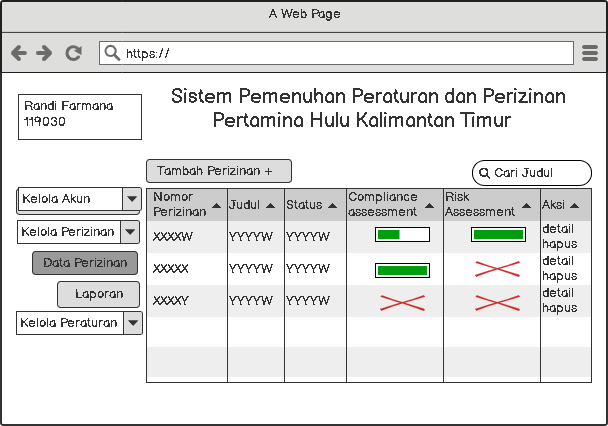 A Web Page
https://
Randi Farmana
119030
Sistem Pemenuhan Peraturan dan Perizinan
Pertamina Hulu Kalimantan Timur
Tambah Perizinan +
Cari Judul
Kelola Akun
Kelola Perizinan
Data Perizinan
Laporan
Kelola Peraturan
Nomor Perizinan
Judul
Status
Compliance assessment
Risk Assessment
Aksi
XXXXW
YYYYW
YYYYW
detail
hapus
XXXXX
YYYYW
YYYYW
detail
hapus
XXXXY
YYYYW
YYYYW
detail
hapus